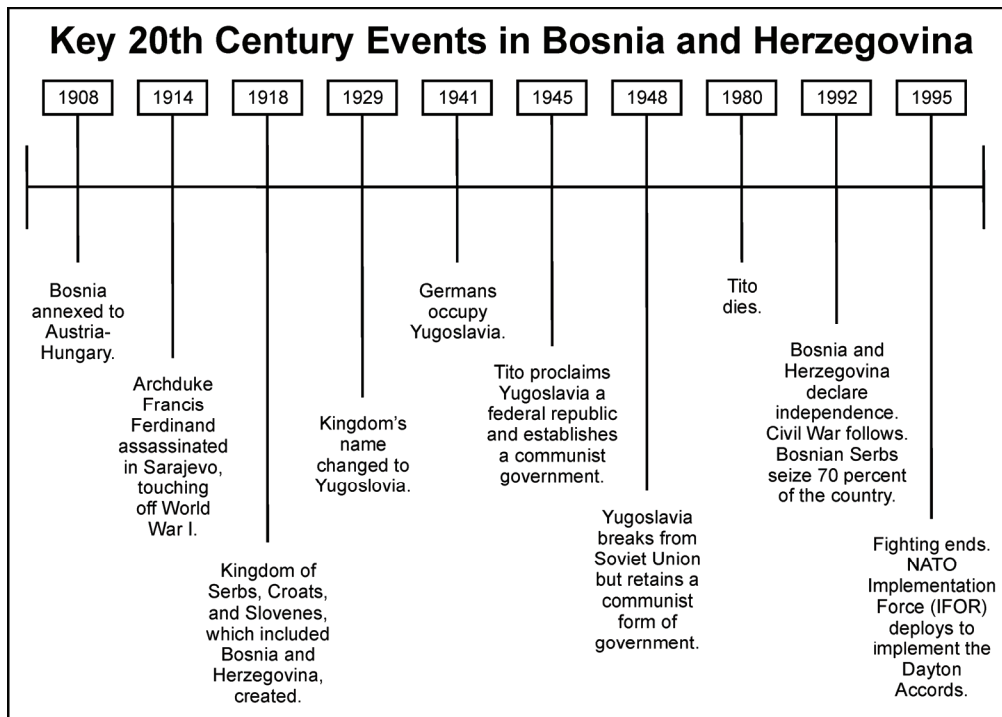 Key 20th Century Events in Bosnia and Herzegovina
1908
1914
1918
1929
1941
1945
1948
1980
1992
1995
Bosnia
annexed to
Austria-
Hungary.
Archduke
Francis
Ferdinand
assassinated
in Sarajevo,
touching
off World
War I.
Kingdom of
Serbs, Croats,
and Slovenes,
which included
Bosnia and
Herzegovina,
created.
Kingdom’s
name
changed to
Yugoslovia.
Germans
occupy
Yugoslavia.
Tito proclaims
Yugoslavia a
federal republic
and establishes
a communist
government.
Yugoslavia
breaks from
Soviet Union
but retains a
communist
form of
government.
Tito
dies.
Bosnia and
Herzegovina
declare
independence.
Civil War follows.
Bosnian Serbs
seize 70 percent
of the country.
Fighting ends.
NATO
Implementation
Force (IFOR)
deploys to
implement the
Dayton
Accords.